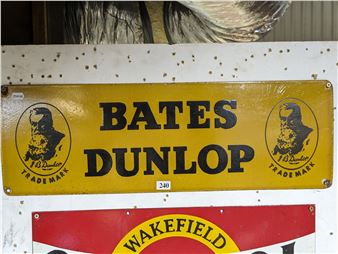 BATES
DUNLOP
J B Dunlop
TRADE MARK
J B Dunlop
TRADE MARK
240
WAKEFIELD